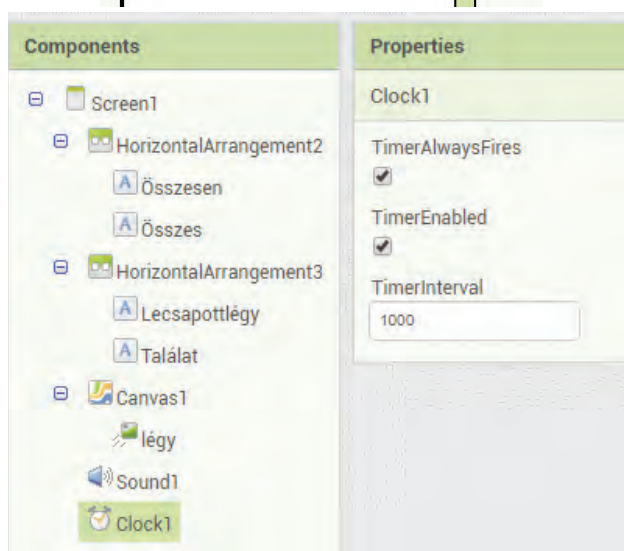 Components
Screen1
HorizontalArrangement2
Összesen
Összes
HorizontalArrangement3
Lecsapottlégy
Találat
Canvas1
légy
Sound1
Clock1
Properties
Clock1
TimerAlwaysFires
TimerEnabled
TimerInterval
1000